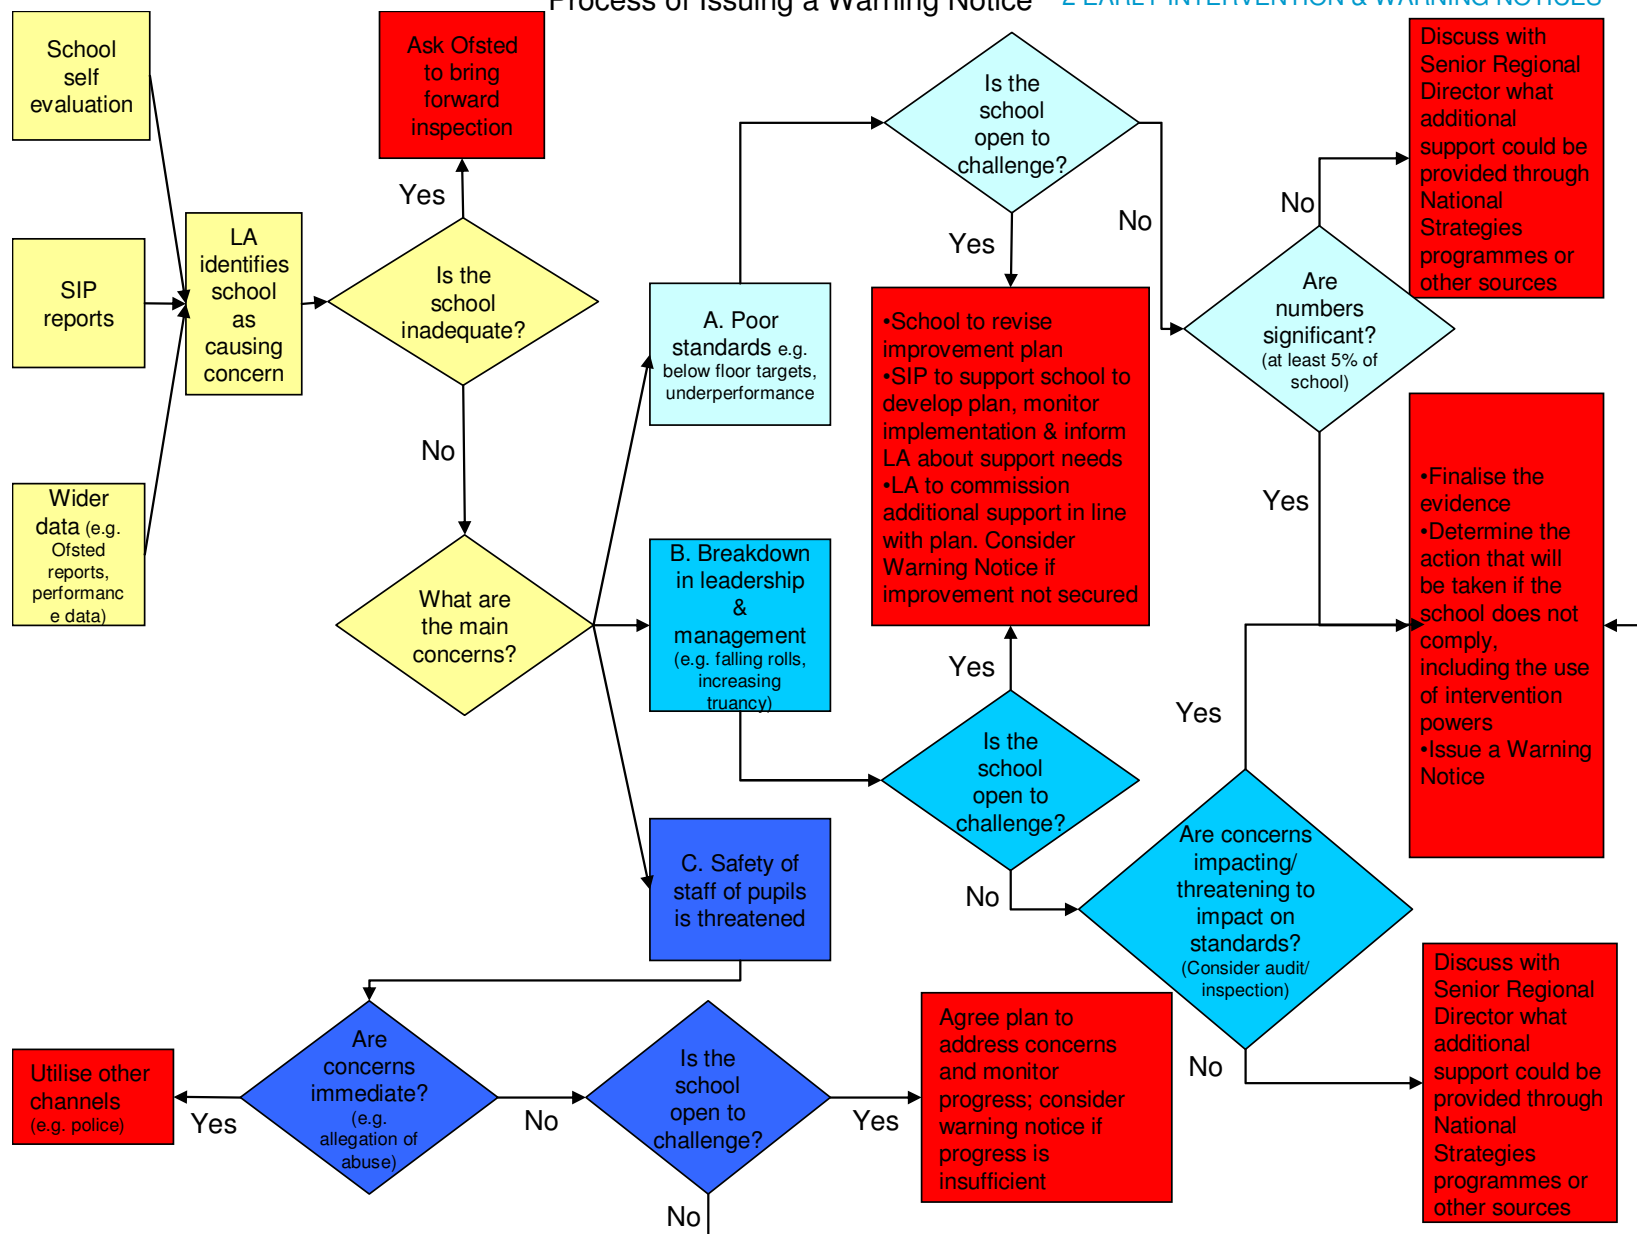 Process of Issuing a Warning Notice
2 EARLY INTERVENTION & WARNING NOTICES
School
self
evaluation
SIP
reports
Wider
data (e.g.
Ofsted
reports,
performanc
e data)
LA
identifies
school
as
causing
concern
Ask Ofsted
to bring
forward
inspection
Yes
Is the
school
inadequate?
No
What are
the main
concerns?
A. Poor
standards e.g.
below floor targets,
underperformance
B. Breakdown
in leadership
&
management
(e.g. falling rolls,
increasing
truancy)
C. Safety of
staff of pupils
is threatened
Is the
school
open to
challenge?
Yes
No
•School to revise
improvement plan
•SIP to support school to
develop plan, monitor
implementation & inform
LA about support needs
•LA to commission
additional support in line
with plan. Consider
Warning Notice if
improvement not secured
Yes
Is the
school
open to
challenge?
No
Are
numbers
significant?
(at least 5% of
school)
No
Yes
Discuss with
Senior Regional
Director what
additional
support could be
provided through
National
Strategies
programmes or
other sources
•Finalise the
evidence
•Determine the
action that will
be taken if the
school does not
comply,
including the use
of intervention
powers
•Issue a Warning
Notice
Yes
Are concerns
impacting/
threatening to
impact on
standards?
(Consider audit/
inspection)
No
Discuss with
Senior Regional
Director what
additional
support could be
provided through
National
Strategies
programmes or
other sources
Utilise other
channels
(e.g. police)
Yes
Are
concerns
immediate?
(e.g.
allegation of
abuse)
No
Is the
school
open to
challenge?
Yes
No
Agree plan to
address concerns
and monitor
progress; consider
warning notice if
progress is
insufficient